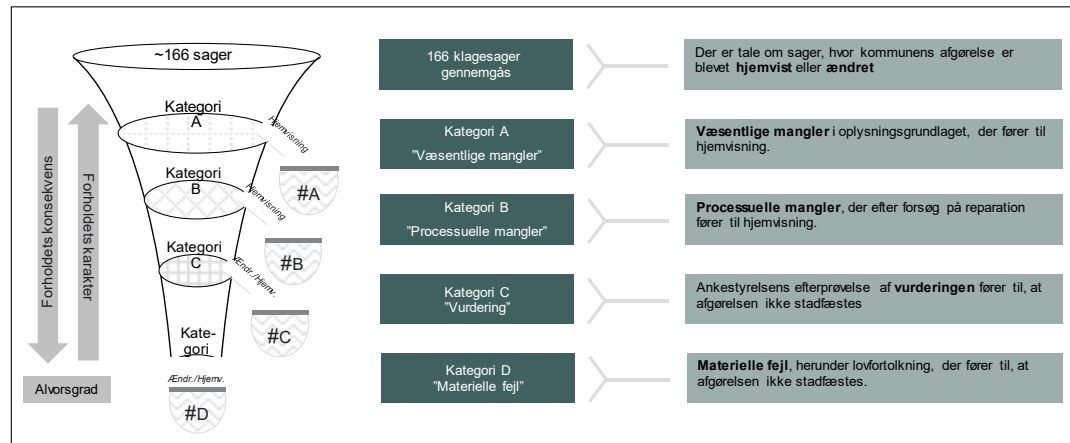 ~166 sager
Kategori
A
Hjemvisning
#A
Kategori
B
Hjemvisning
#B
Kategori
C
Ændr./Hjemv.
#C
Kate-
gori
Ændr./Hjemv.
#D
Forholdets konsekvens
Forholdets karakter
Alvorsgrad
166 klagesager
gennemgås
Der er tale om sager, hvor kommunens afgørelse er
blevet hjemvist eller ændret
Kategori A
"Væsentlige mangler"
Væsentlige mangler i oplysningsgrundlaget, der fører til
hjemvisning.
Kategori B
"Processuelle mangler"
Processuelle mangler, der efter forsøg på reparation
fører til hjemvisning.
Kategori C
"Vurdering"
Ankestyrelsens efterprøvelse af vurderingen fører til, at
afgørelsen ikke stadfæstes
Kategori D
"Materielle fejl"
Materielle fejl, herunder lovfortolkning, der fører til, at
afgørelsen ikke stadfæstes.